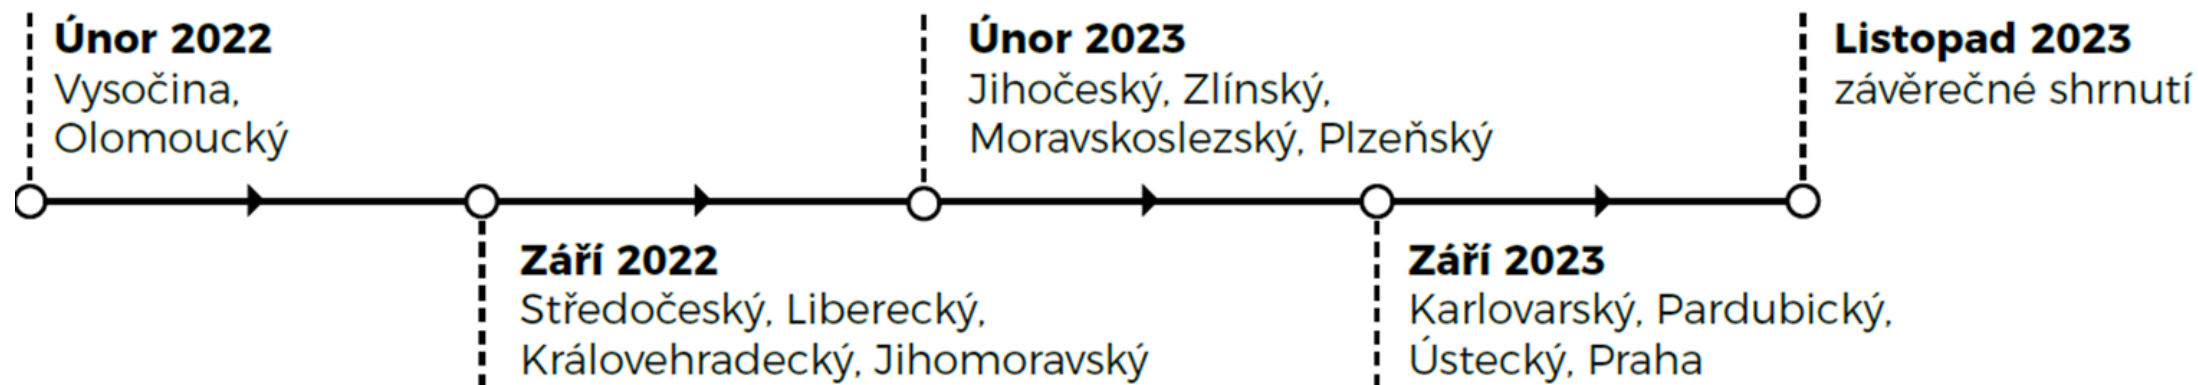 Únor 2022
Vysočina,
Olomoucký
Září 2022
Středočeský, Liberecký,
Královehradecký, Jihomoravský
Únor 2023
Jihočeský, Zlínský,
Moravskoslezský, Plzeňský
Září 2023
Karlovarský, Pardubický,
Ústecký, Praha
Listopad 2023
závěrečné shrnutí